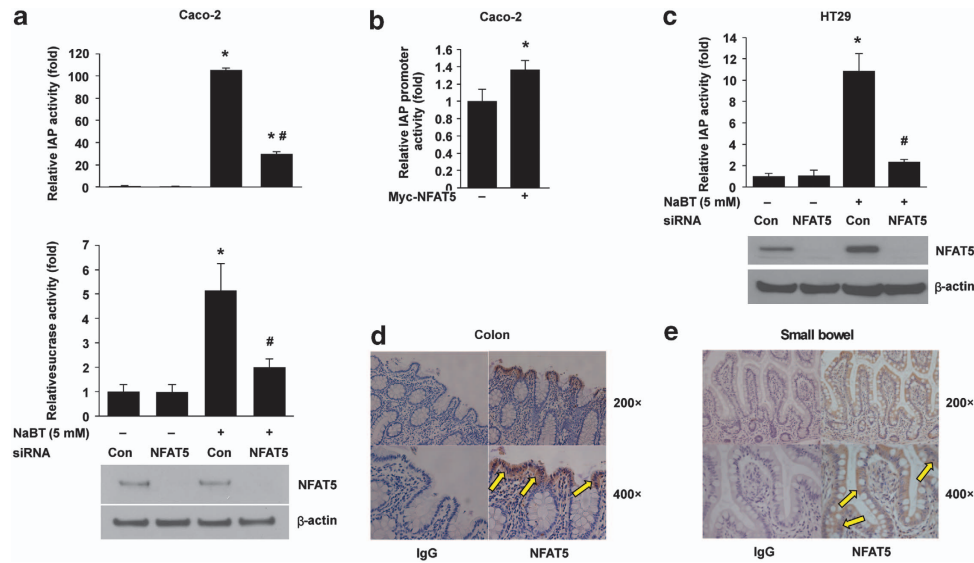 a
Caco-2
Relative IAP activity (fold)
120
100
80
60
40
20
0
*
* #
Relativesucrase activity (fold)
7
6
5
4
3
2
1
0
*
#
NaBT (5 mM) – – + +
siRNA Con NFAT5 Con NFAT5
NFAT5
β-actin
b
Caco-2
Relative IAP promoter
activity (fold)
1.6
1.4
1.2
1
0.8
0.6
0.4
0.2
0
*
Myc-NFAT5 – +
c
HT29
Relative IAP activity (fold)
14
12
10
8
6
4
2
0
*
#
NaBT (5 mM) – – + +
siRNA Con NFAT5 Con NFAT5
NFAT5
β-actin
d
Colon
200×
400×
IgG NFAT5
e
Small bowel
200×
400×
IgG NFAT5